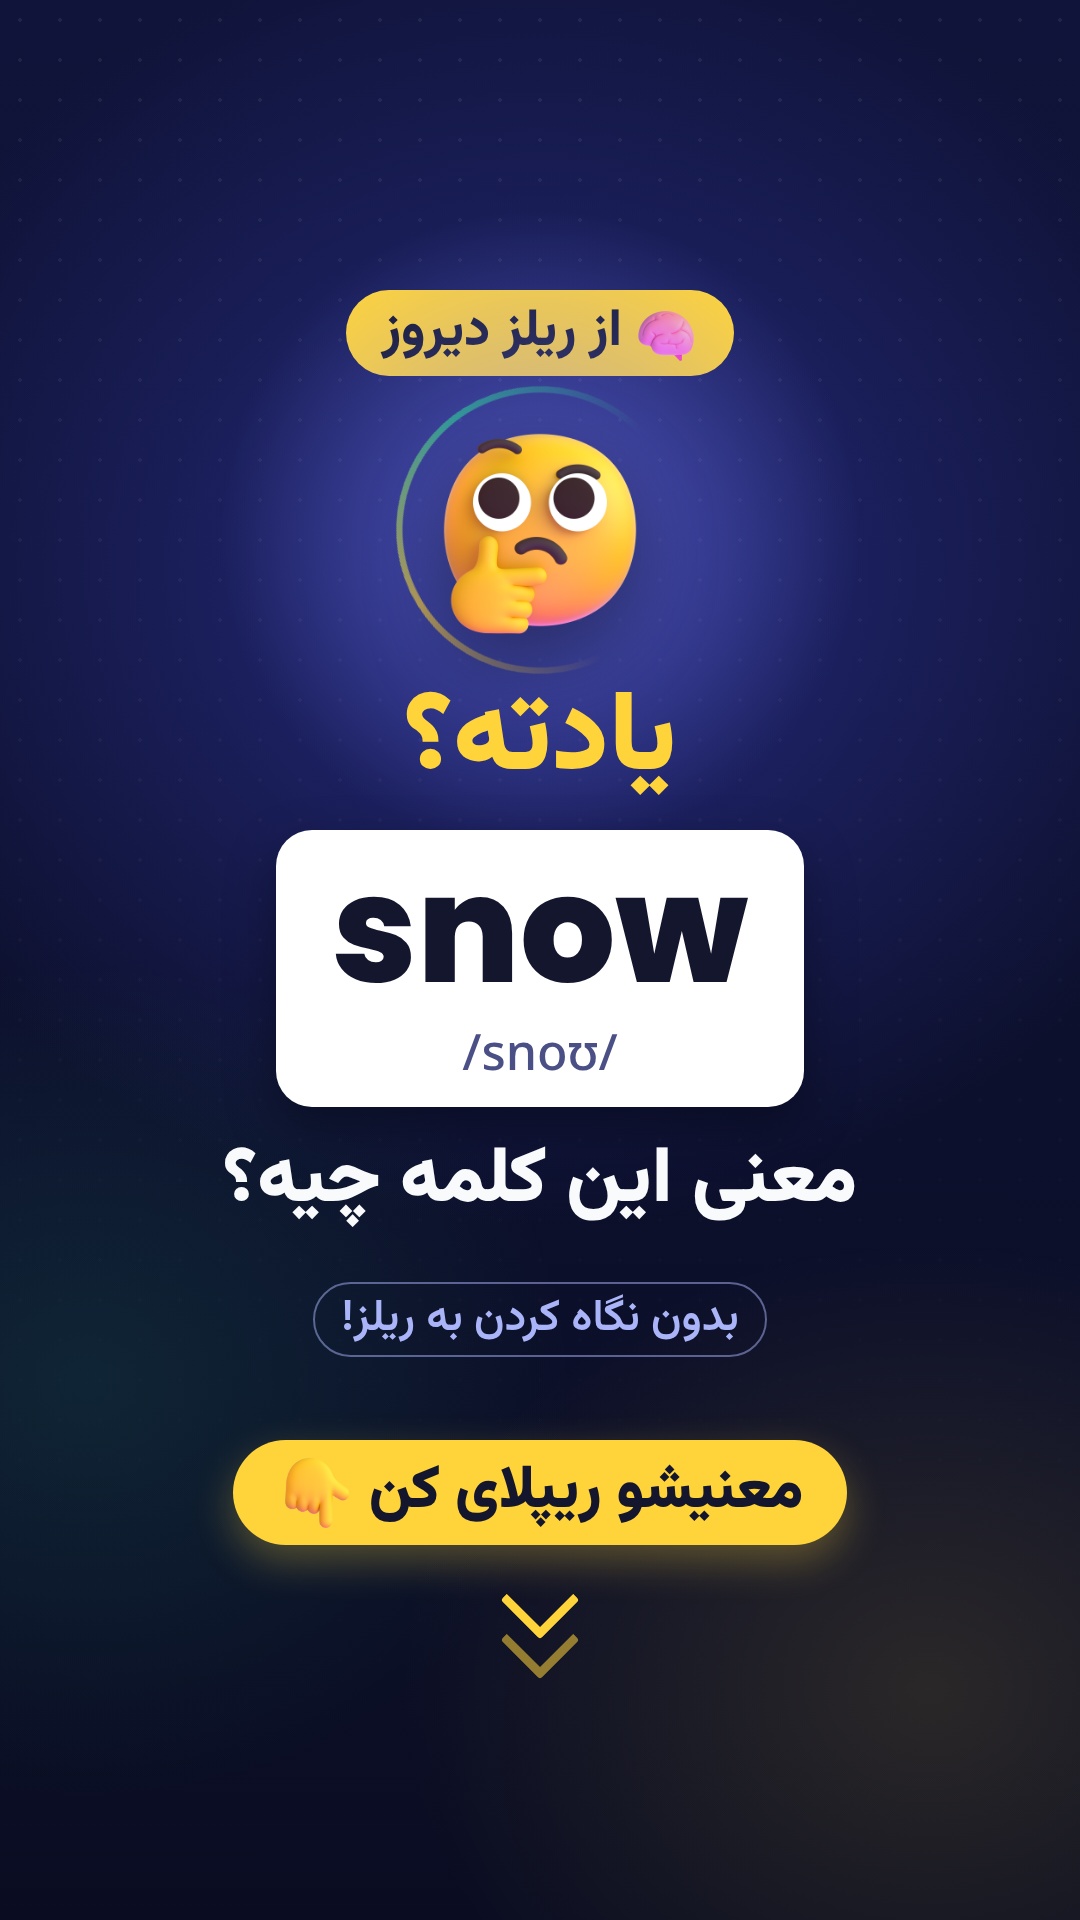 🧠 از ریلز دیروز
یادته؟
snow
/snoʊ/
معنی این کلمه چیه؟
بدون نگاه کردن به ریلز!
معنیشو ریپلای کن 👇